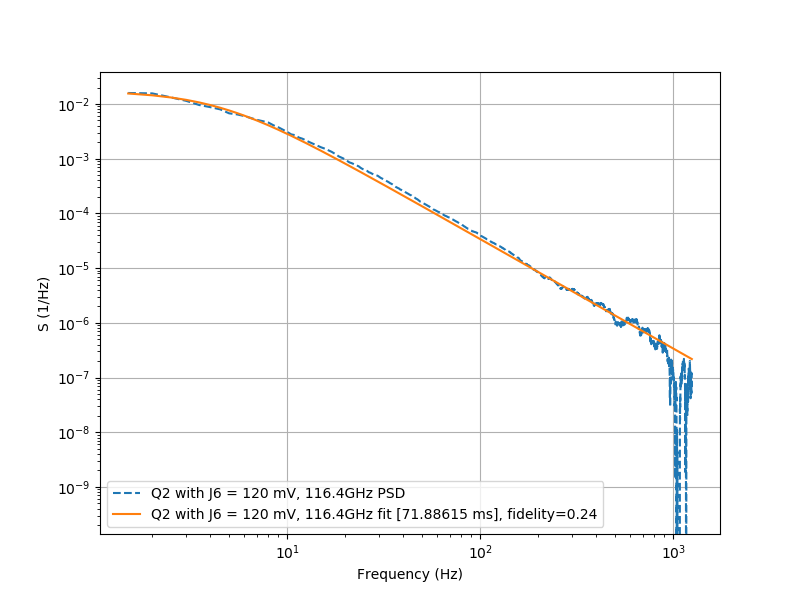 S (1/Hz)
10⁻²
10⁻³
10⁻⁴
10⁻⁵
10⁻⁶
10⁻⁷
10⁻⁸
10⁻⁹
Q2 with J6 = 120 mV, 116.4GHz PSD
Q2 with J6 = 120 mV, 116.4GHz fit [71.88615 ms], fidelity=0.24
10¹
10²
10³
Frequency (Hz)